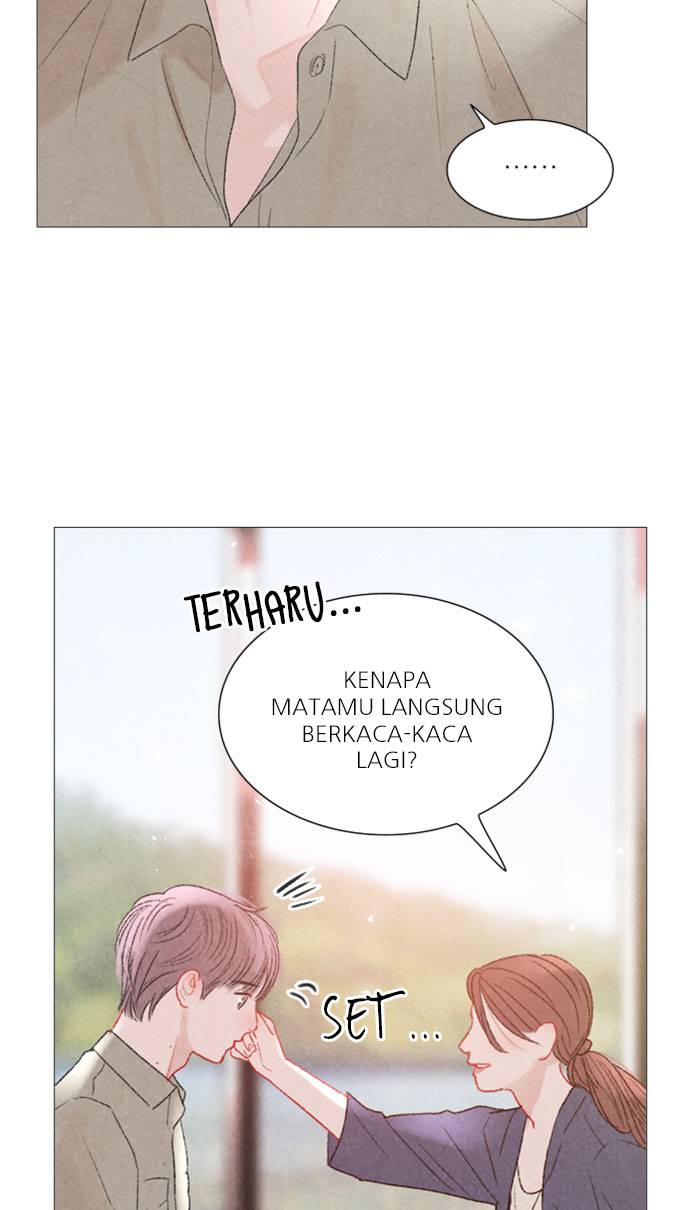 ......
TERHARU...
KENAPA
MATAMU LANGSUNG
BERKACA-KACA
LAGI?
SET...